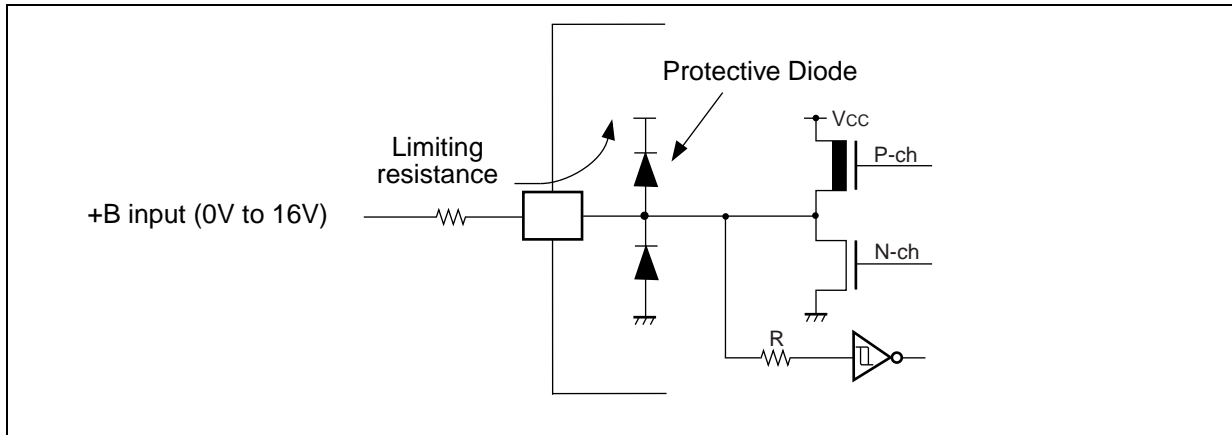 Protective Diode
VCC
Limiting
resistance
P-ch
+B input (0V to 16V)
N-ch
R